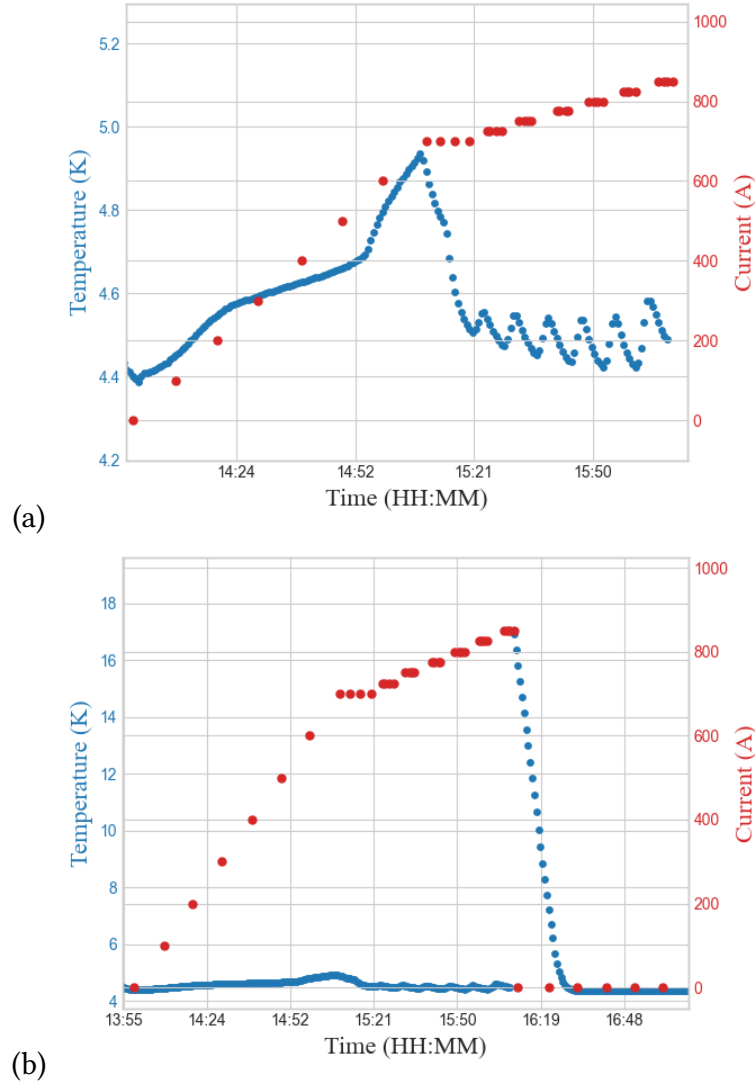 1000
5.2
800
5.0
600
4.8
400
4.6
200
4.4
0
4.2
14:24 14:52 15:21 15:50
Temperature (K)
Current (A)
Time (HH:MM)
(a)
1000
18
16
800
14
600
12
400
10
8
200
6
4
0
13:55 14:24 14:52 15:21 15:50 16:19 16:48
Temperature (K)
Current (A)
Time (HH:MM)
(b)